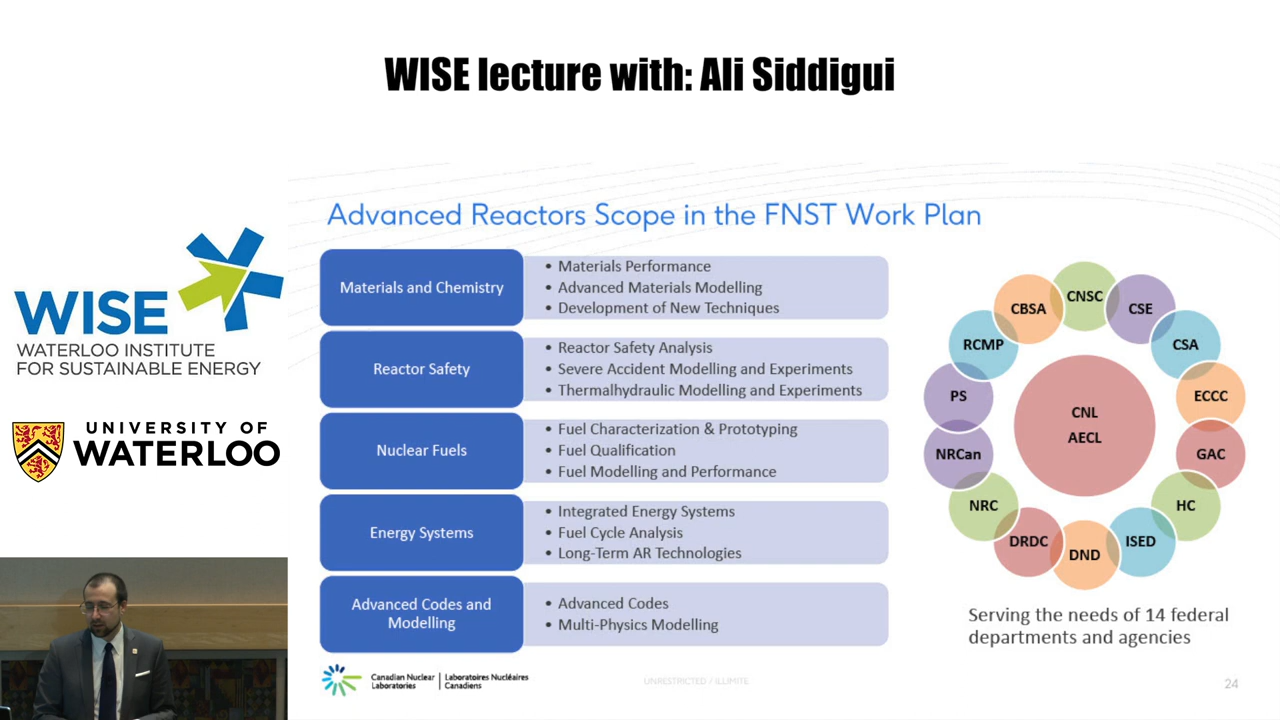 WISE lecture with: Ali Siddigui
WISE
WATERLOO INSTITUTE
FOR SUSTAINABLE ENERGY
UNIVERSITY OF
WATERLOO
Advanced Reactors Scope in the FNST Work Plan
Materials and Chemistry
• Materials Performance
• Advanced Materials Modelling
• Development of New Techniques
Reactor Safety
• Reactor Safety Analysis
• Severe Accident Modelling and Experiments
• Thermalhydraulic Modelling and Experiments
Nuclear Fuels
• Fuel Characterization & Prototyping
• Fuel Qualification
• Fuel Modelling and Performance
Energy Systems
• Integrated Energy Systems
• Fuel Cycle Analysis
• Long-Term AR Technologies
Advanced Codes and
Modelling
• Advanced Codes
• Multi-Physics Modelling
CNSC
CSE
CSA
ECCC
GAC
HC
ISED
DND
DRDC
NRC
NRCan
PS
RCMP
CBSA
CNL
AECL
Serving the needs of 14 federal
departments and agencies
Canadian Nuclear
Laboratories
Laboratoires Nucléaires
Canadiens
UNRESTRICTED / ILLIMITÉ
24